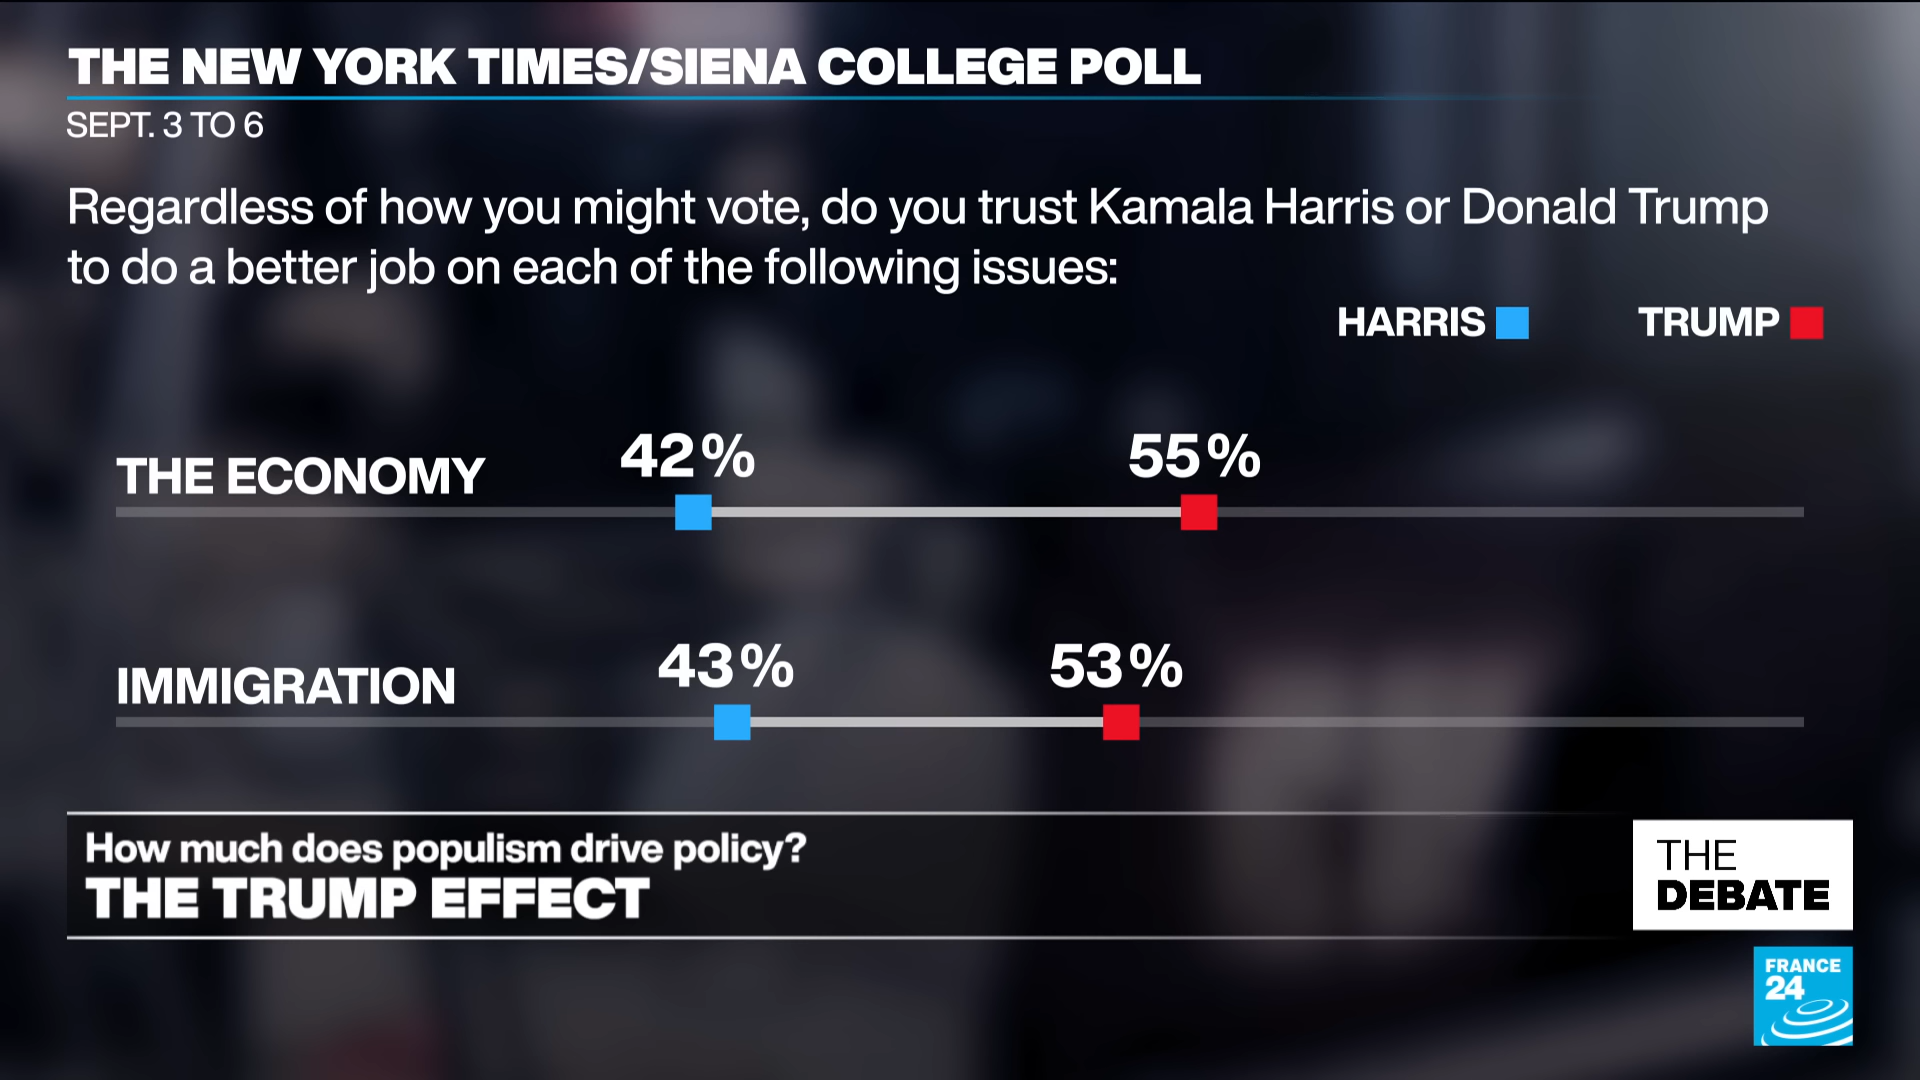 THE NEW YORK TIMES/SIENA COLLEGE POLL
SEPT. 3 TO 6
Regardless of how you might vote, do you trust Kamala Harris or Donald Trump
to do a better job on each of the following issues:
HARRIS TRUMP
THE ECONOMY 42% 55%
IMMIGRATION 43% 53%
How much does populism drive policy?
THE TRUMP EFFECT
THE
DEBATE
FRANCE
24